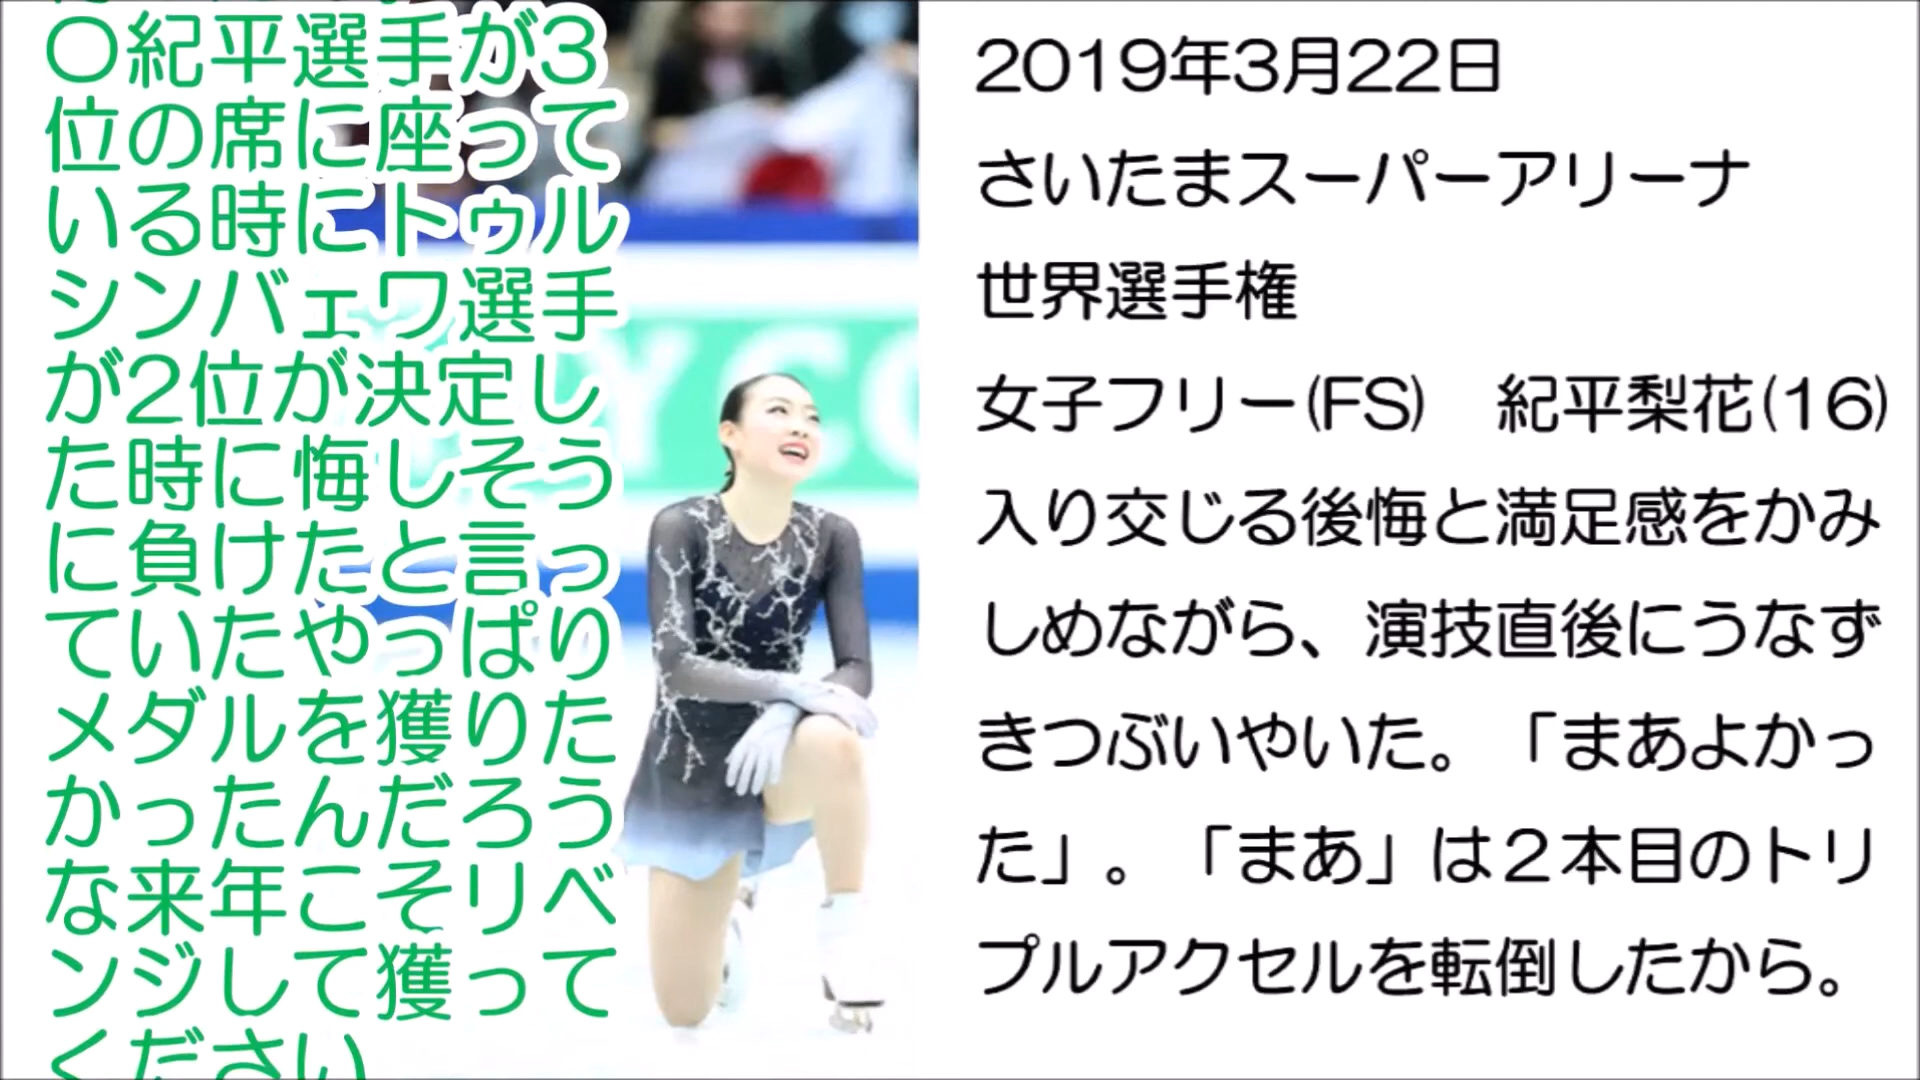 〇紀平選手が3
位の席に座って
いる時にトゥル
シンバェワ選手
が2位が決定し
た時に悔しそう
に負けたと言っ
ていたやっぱり
メダルを獲りた
かったんだろう
な来年こそリベ
ンジして獲って
ください
2019年3月22日
さいたまスーパーアリーナ
世界選手権
女子フリー(FS)　紀平梨花(16)
入り交じる後悔と満足感をかみ
しめながら、演技直後にうなず
きつぶいやいた。「まあよかっ
た」。「まあ」は２本目のトリ
プルアクセルを転倒したから。